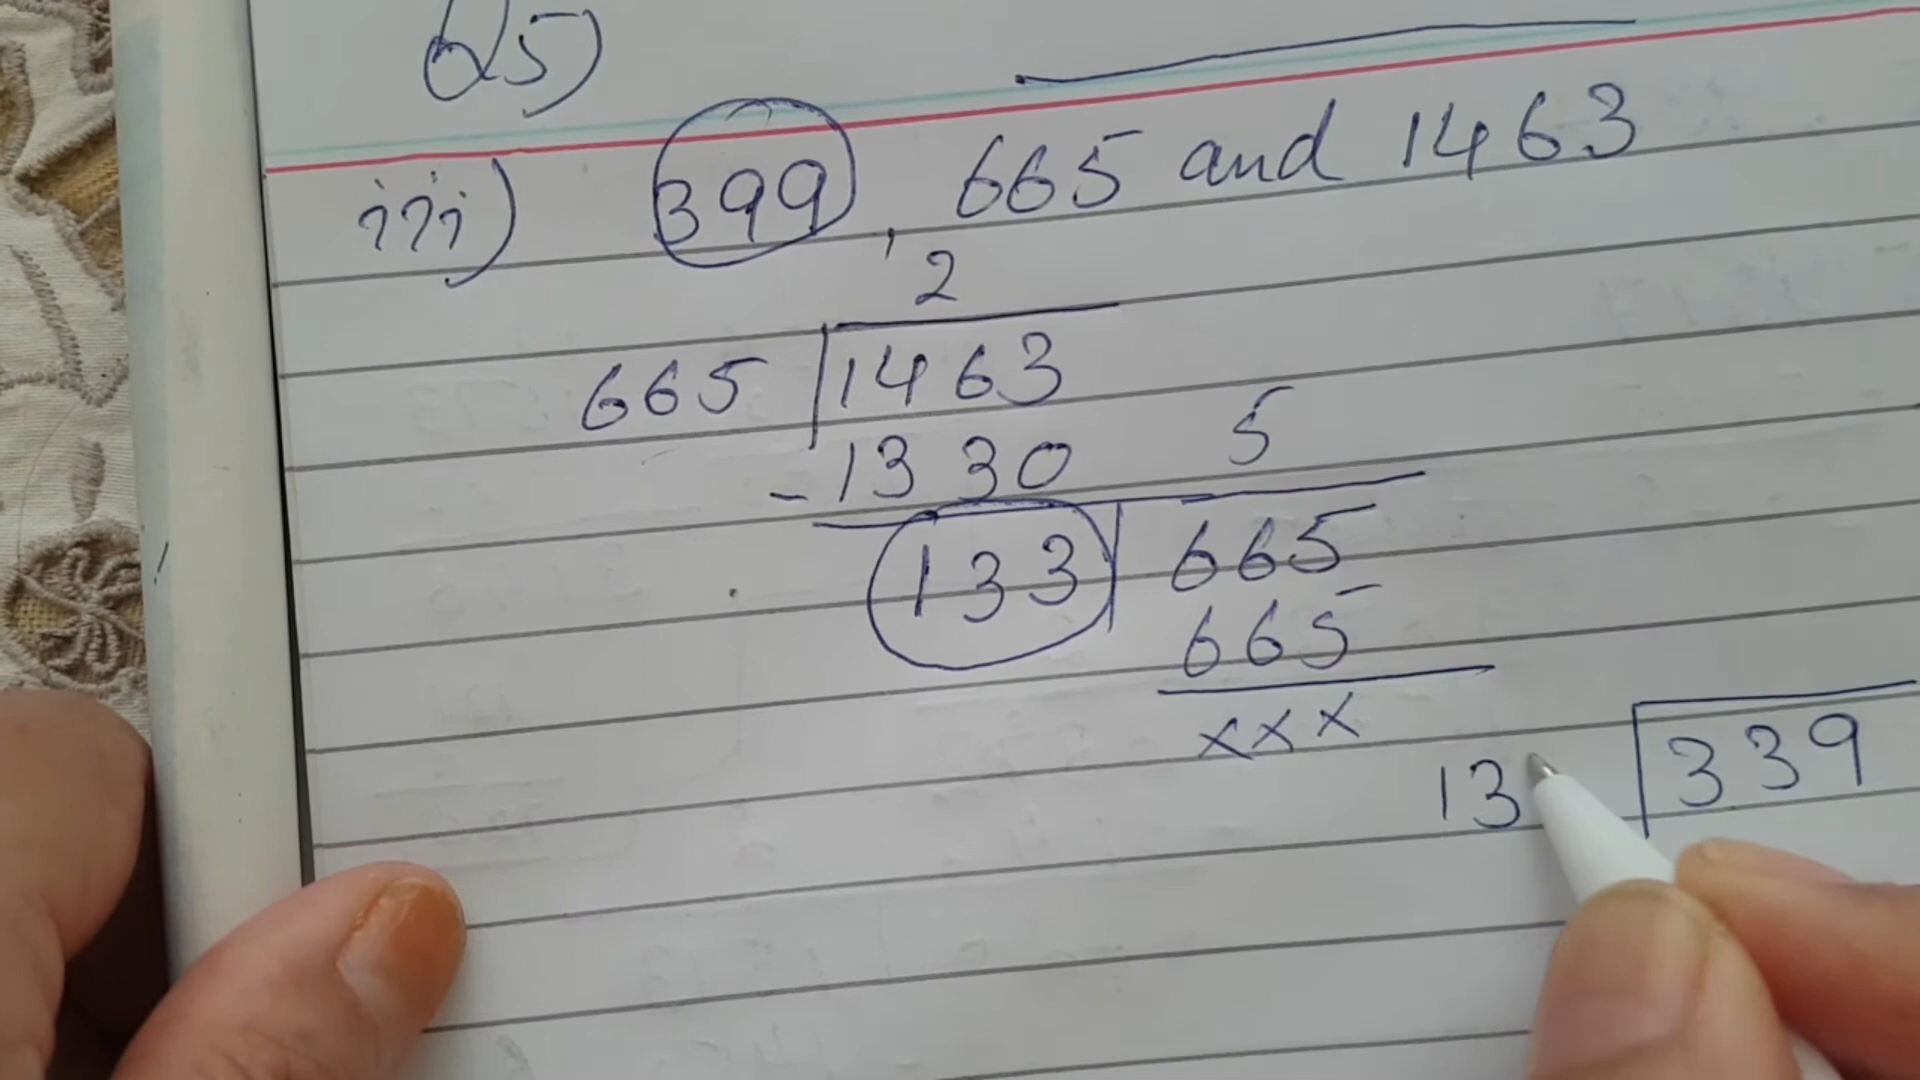 Q5)
iii) 399, 665 and 1463
2
665 1463
- 1330 5
133 665
665
xxx
13 339